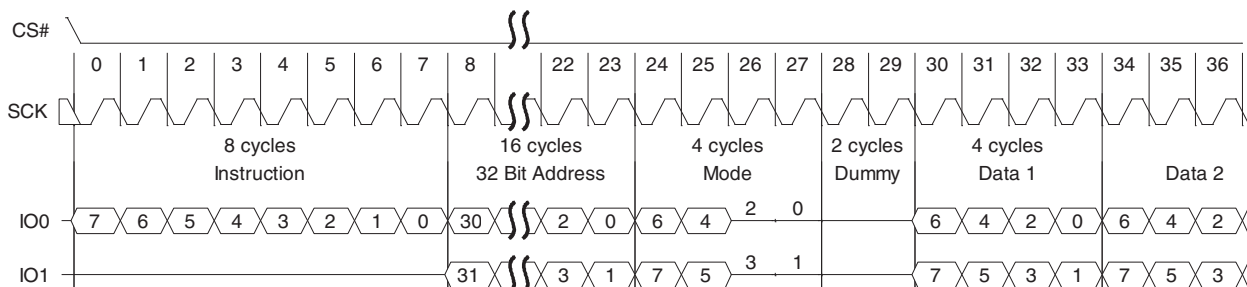 CS#
0 1 2 3 4 5 6 7 8 22 23 24 25 26 27 28 29 30 31 32 33 34 35 36
SCK
8 cycles 16 cycles 4 cycles 2 cycles 4 cycles
Instruction 32 Bit Address Mode Dummy Data 1 Data 2
IO0 7 6 5 4 3 2 1 0 30 2 0 6 4 2 0 6 4 2 0 6 4 2
IO1 31 3 1 7 5 3 1 7 5 3 1 7 5 3